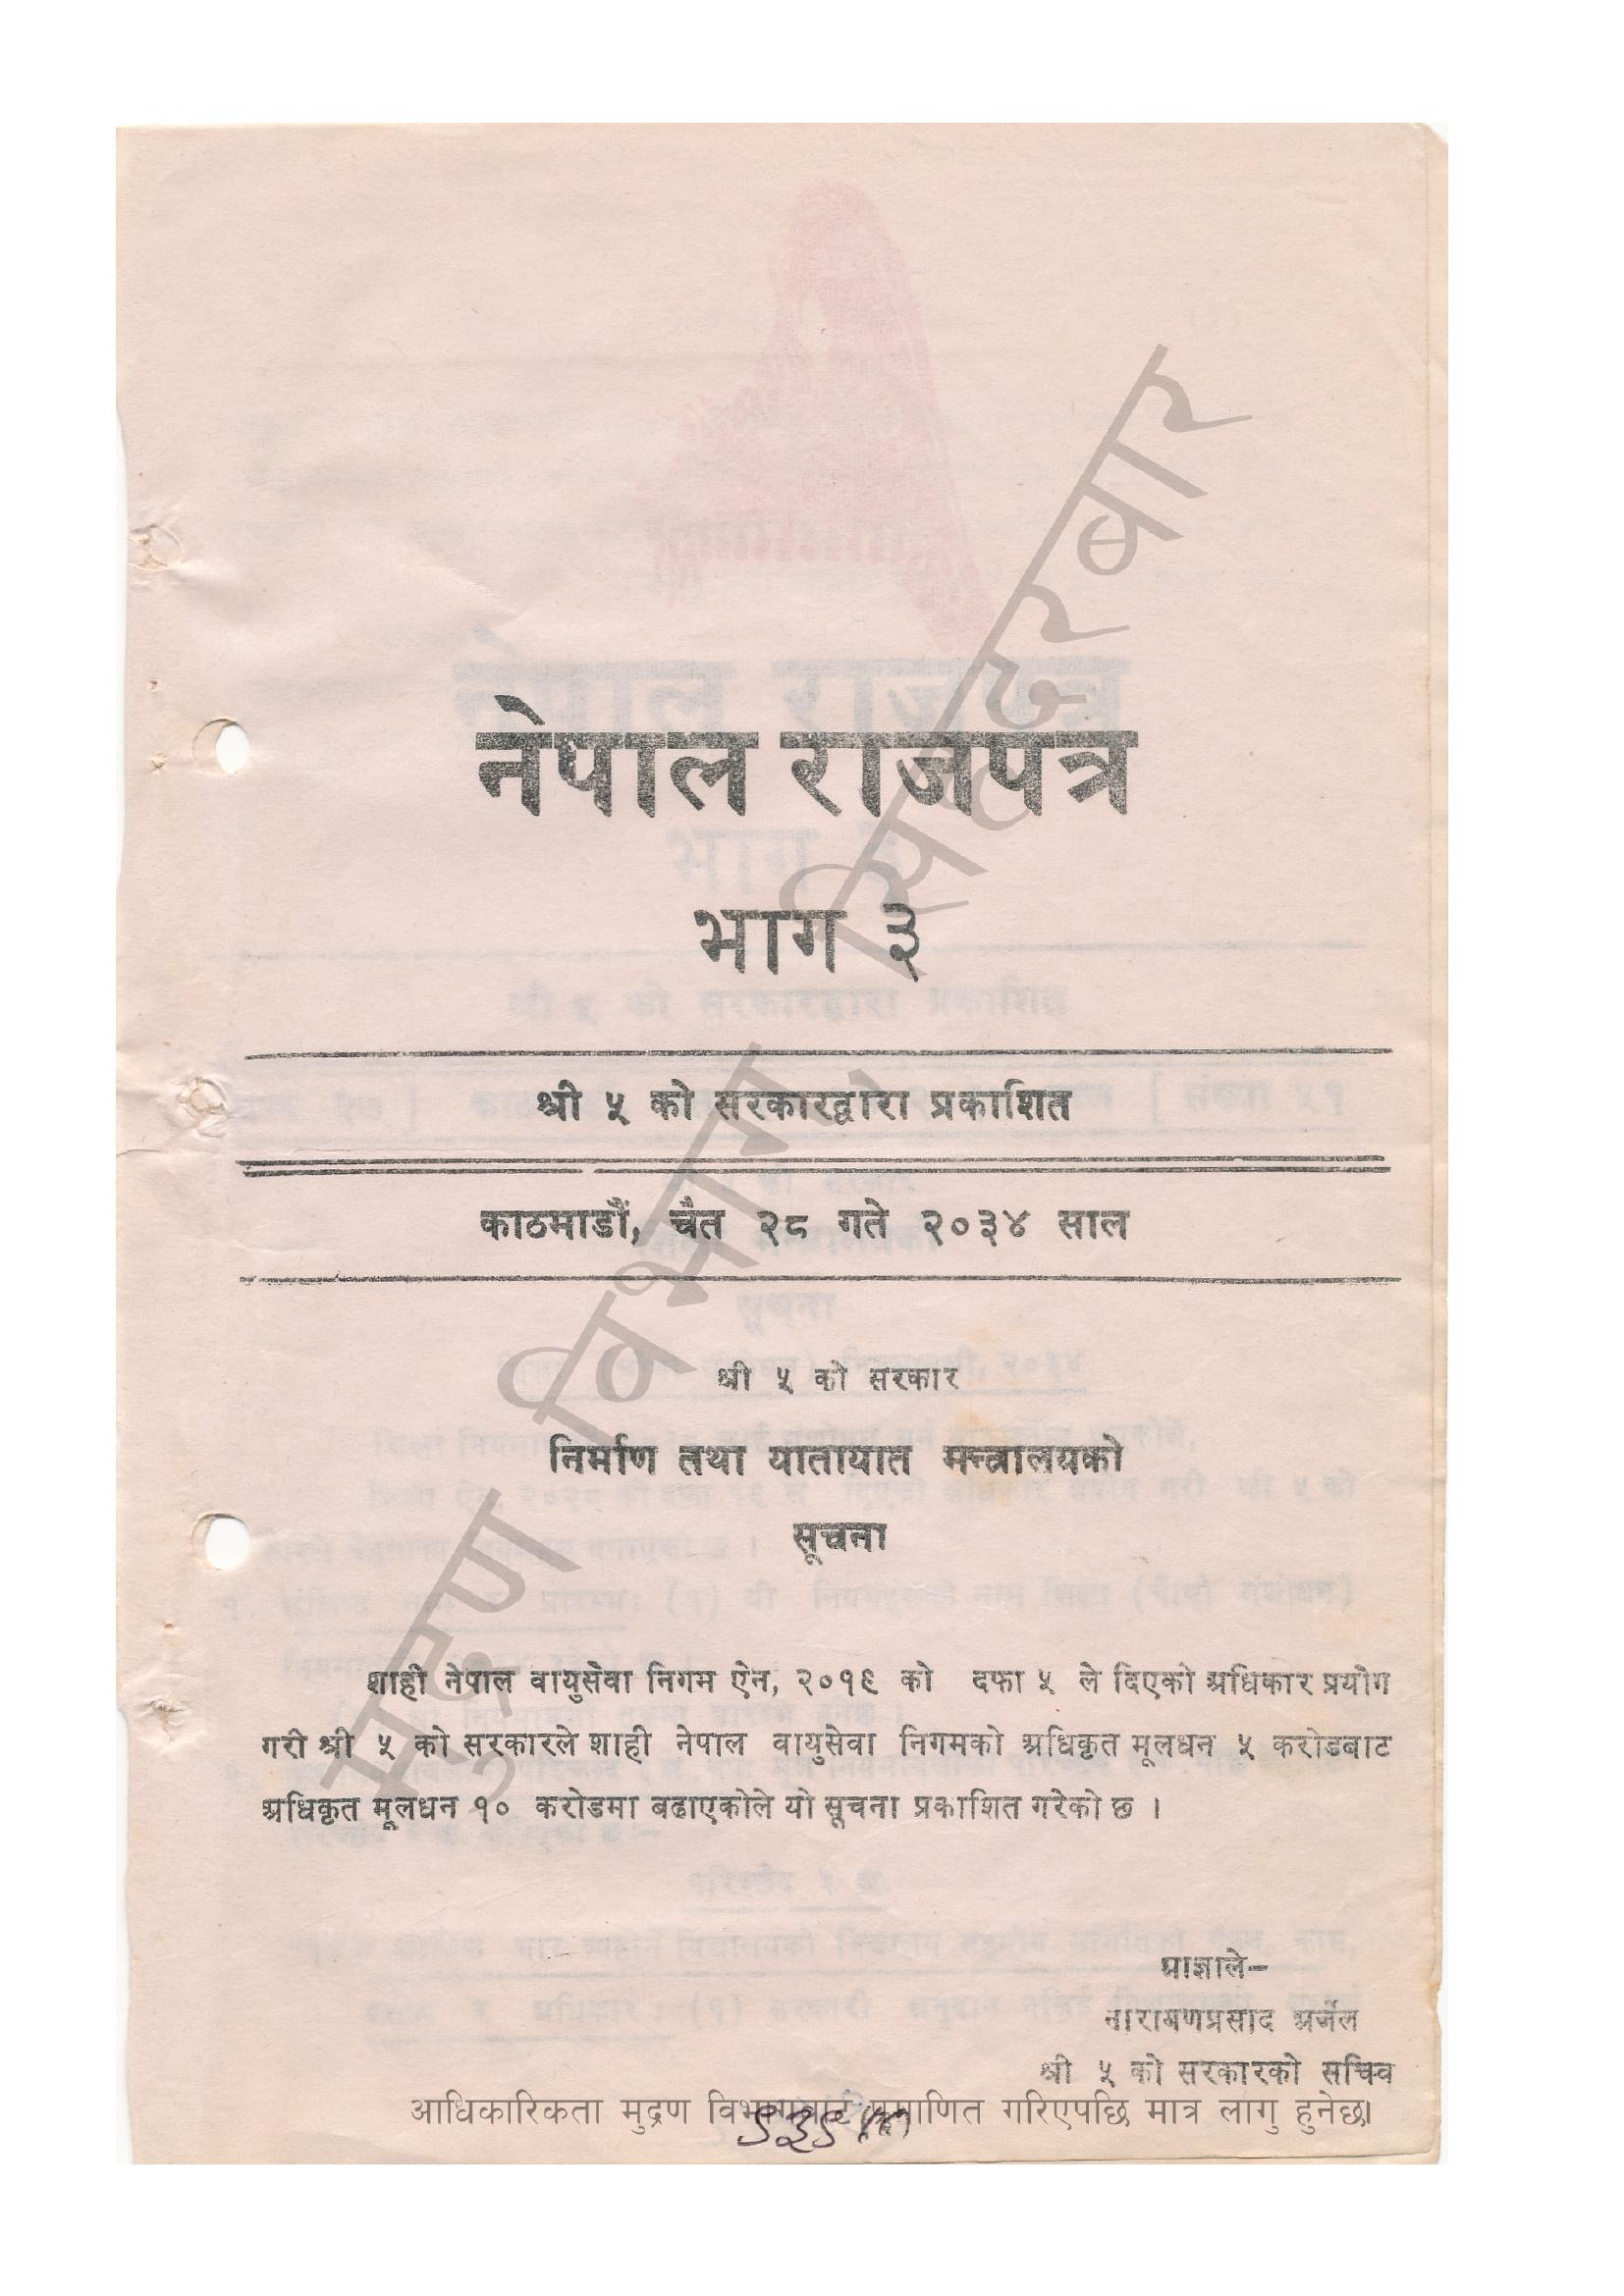 नेपाल राजपत्र
भाग ३
श्री ५ को सरकारद्वारा प्रकाशित
काठमाडौं, चैत २८ गते २०३४ साल
श्री ५ को सरकार
निर्माण तथा यातायात मन्त्रालयको
सूचना
शाही नेपाल वायुसेवा निगम ऐन, २०१९ को दफा ५ ले दिएको अधिकार प्रयोग
गरी श्री ५ को सरकारले शाही नेपाल वायुसेवा निगमको अधिकृत मूलधन ५ करोडबाट
अधिकृत मूलधन १० करोडमा बढाएकोले यो सूचना प्रकाशित गरेको छ ।
आज्ञाले—
नारायणप्रसाद अर्जेल
श्री ५ को सरकारको सचिव
आधिकारिकता मुद्रण विभागबाट प्रमाणित गरिएपछि मात्र लागु हुनेछ।
मुद्रण विभाग, सिंहदरबार